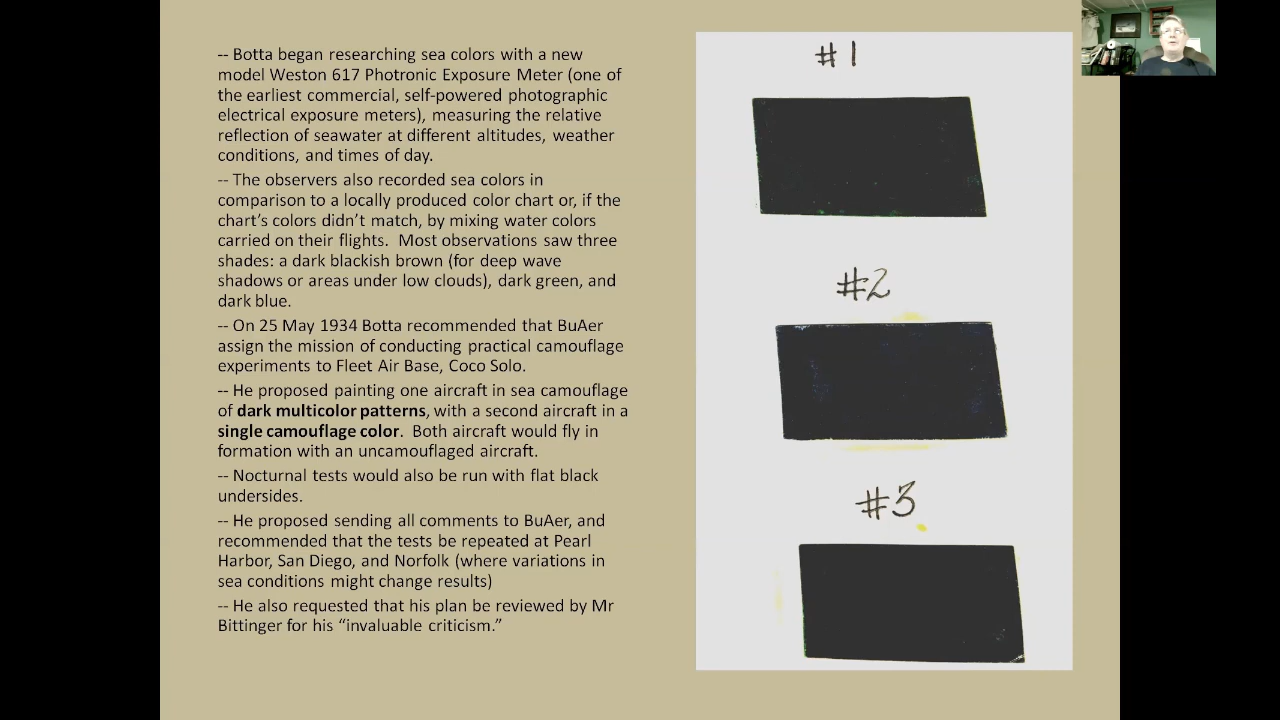 -- Botta began researching sea colors with a new
model Weston 617 Photronic Exposure Meter (one of
the earliest commercial, self-powered photographic
electrical exposure meters), measuring the relative
reflection of seawater at different altitudes, weather
conditions, and times of day.
-- The observers also recorded sea colors in
comparison to a locally produced color chart or, if the
chart’s colors didn’t match, by mixing water colors
carried on their flights.  Most observations saw three
shades: a dark blackish brown (for deep wave
shadows or areas under low clouds), dark green, and
dark blue.
-- On 25 May 1934 Botta recommended that BuAer
assign the mission of conducting practical camouflage
experiments to Fleet Air Base, Coco Solo.
-- He proposed painting one aircraft in sea camouflage
of dark multicolor patterns, with a second aircraft in a
single camouflage color.  Both aircraft would fly in
formation with an uncamouflaged aircraft.
-- Nocturnal tests would also be run with flat black
undersides.
-- He proposed sending all comments to BuAer, and
recommended that the tests be repeated at Pearl
Harbor, San Diego, and Norfolk (where variations in
sea conditions might change results)
-- He also requested that his plan be reviewed by Mr
Bittinger for his “invaluable criticism.”
#1
#2
#3